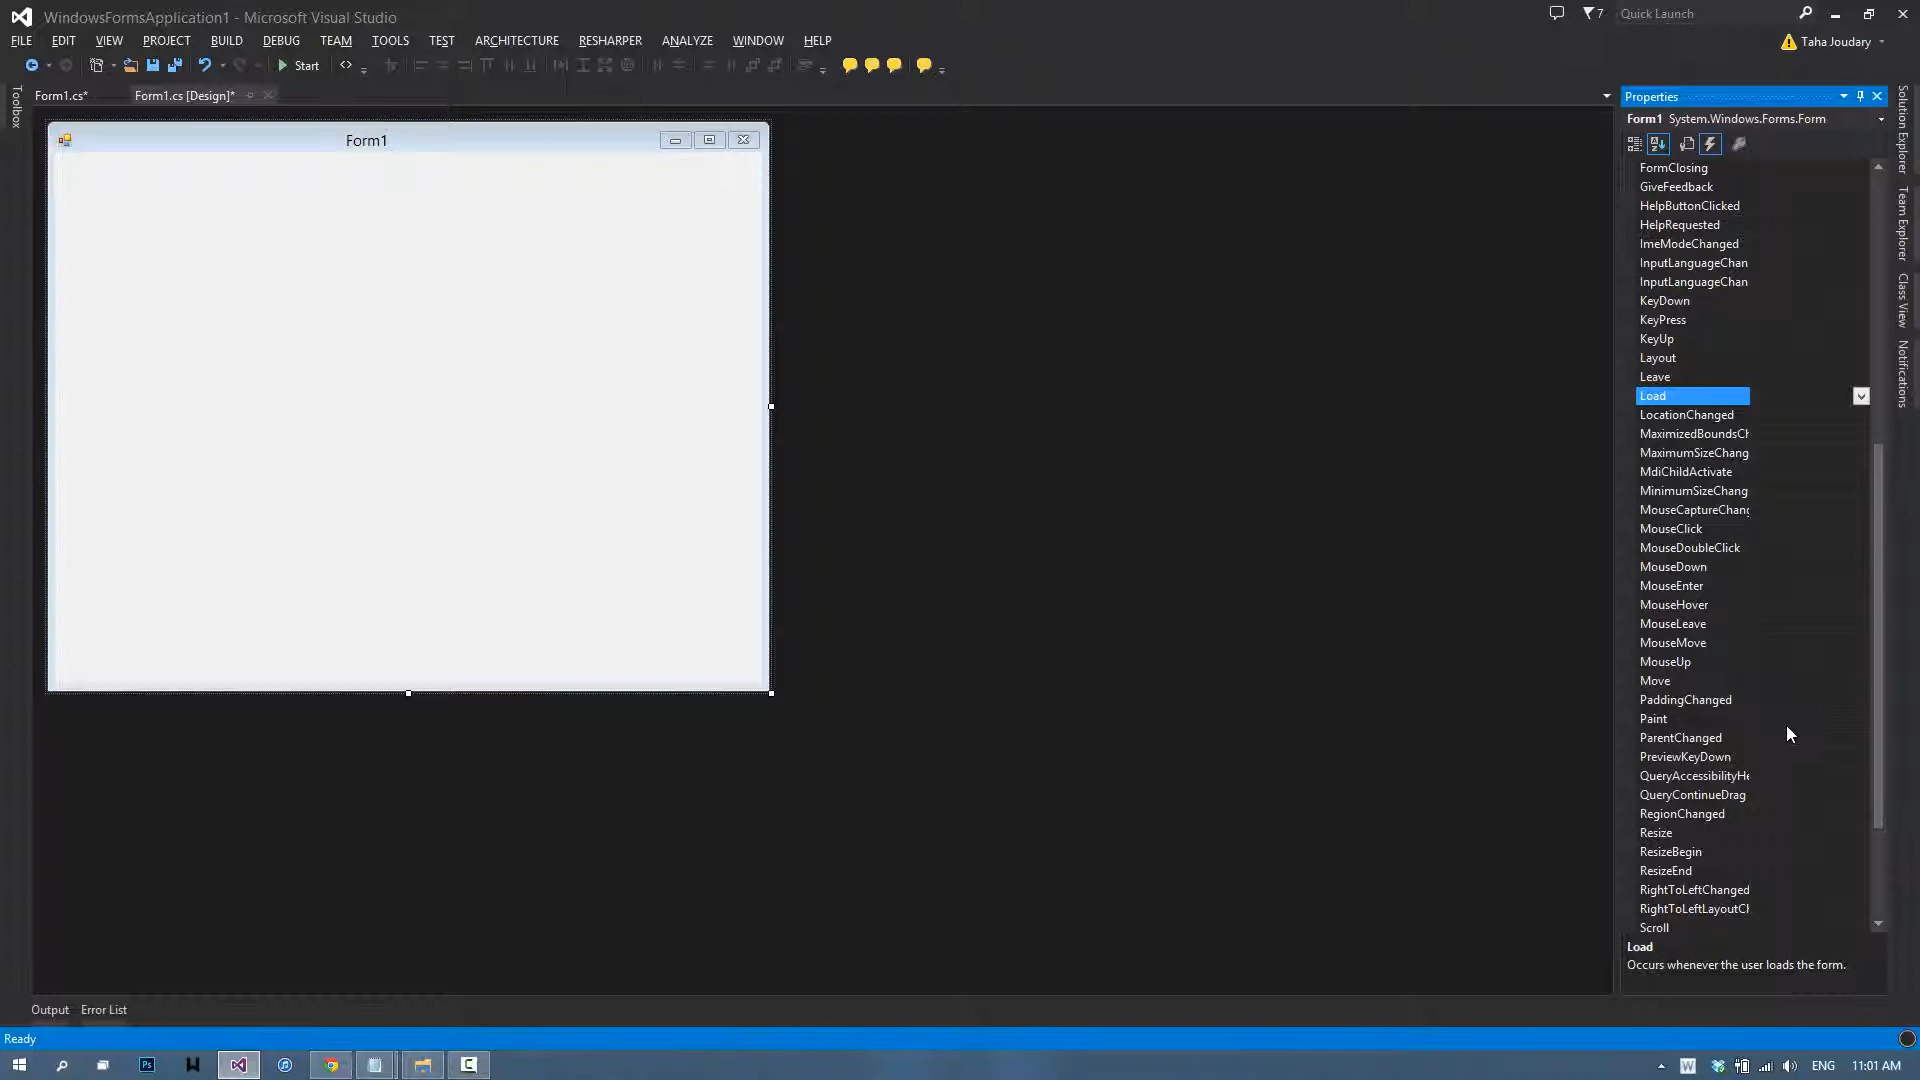 WindowsFormsApplication1 - Microsoft Visual Studio
7
Quick Launch
FILE EDIT VIEW PROJECT BUILD DEBUG TEAM TOOLS TEST ARCHITECTURE RESHARPER ANALYZE WINDOW HELP
Taha Joudary
Start
Form1.cs*
Form1.cs [Design]*
Toolbox
Form1
Properties
Form1 System.Windows.Forms.Form
FormClosing
GiveFeedback
HelpButtonClicked
HelpRequested
ImeModeChanged
InputLanguageChan
InputLanguageChan
KeyDown
KeyPress
KeyUp
Layout
Leave
Load
LocationChanged
MaximizedBoundsCh
MaximumSizeChang
MdiChildActivate
MinimumSizeChang
MouseCaptureChang
MouseClick
MouseDoubleClick
MouseDown
MouseEnter
MouseHover
MouseLeave
MouseMove
MouseUp
Move
PaddingChanged
Paint
ParentChanged
PreviewKeyDown
QueryAccessibilityHe
QueryContinueDrag
RegionChanged
Resize
ResizeBegin
ResizeEnd
RightToLeftChanged
RightToLeftLayoutCh
Scroll
Load
Occurs whenever the user loads the form.
Solution Explorer
Team Explorer
Class View
Notifications
Output Error List
Ready
Ps
W
ENG
11:01 AM